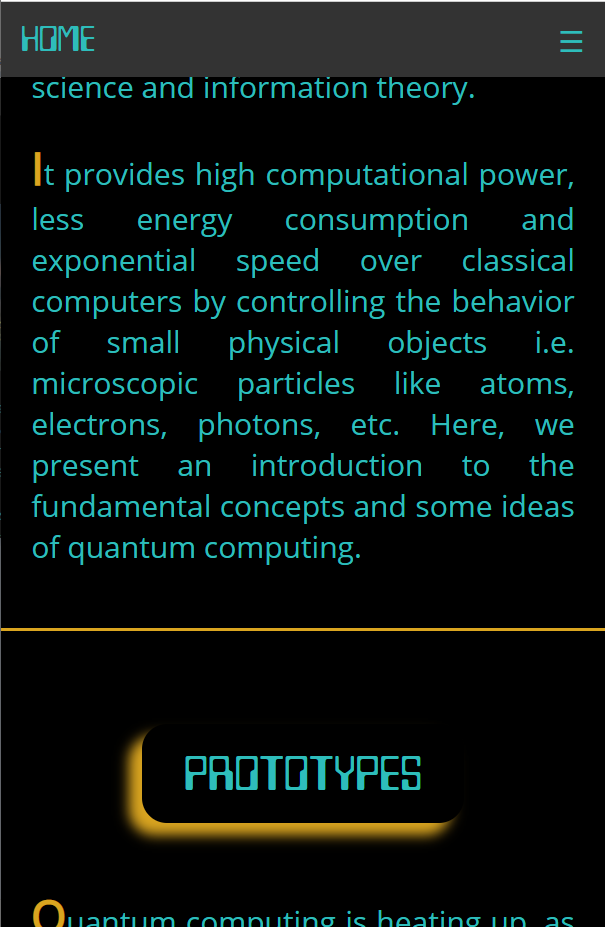 HOME
science and information theory.
It provides high computational power,
less energy consumption and
exponential speed over classical
computers by controlling the behavior
of small physical objects i.e.
microscopic particles like atoms,
electrons, photons, etc. Here, we
present an introduction to the
fundamental concepts and some ideas
of quantum computing.
PROTOTYPES
Quantum computing is heating up, as